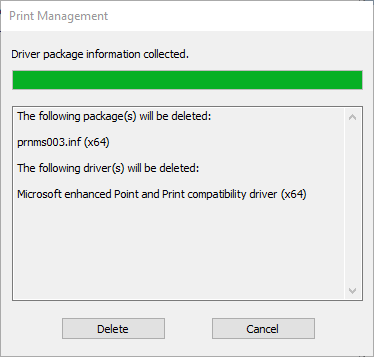 Print Management
Driver package information collected.
The following package(s) will be deleted:
prnms003.inf (x64)
The following driver(s) will be deleted:
Microsoft enhanced Point and Print compatibility driver (x64)
Delete
Cancel